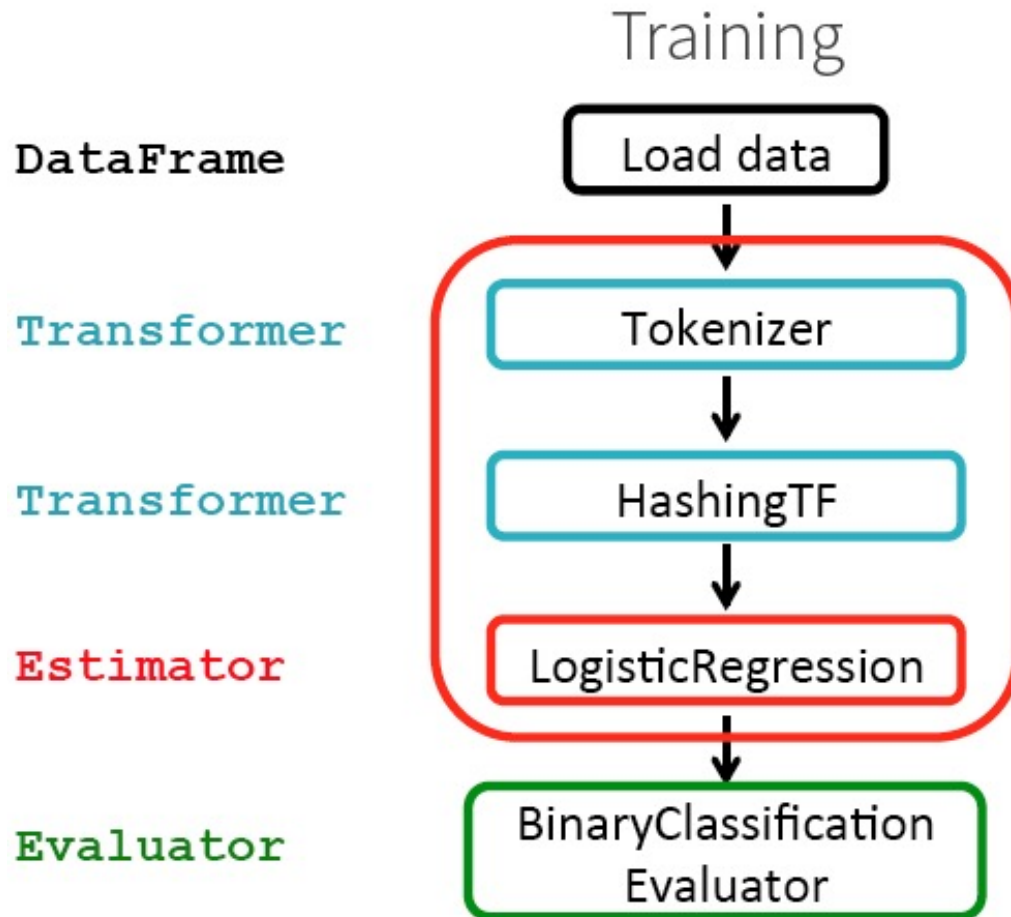 Training
DataFrame
Load data
Transformer
Tokenizer
Transformer
HashingTF
Estimator
LogisticRegression
Evaluator
BinaryClassification
Evaluator